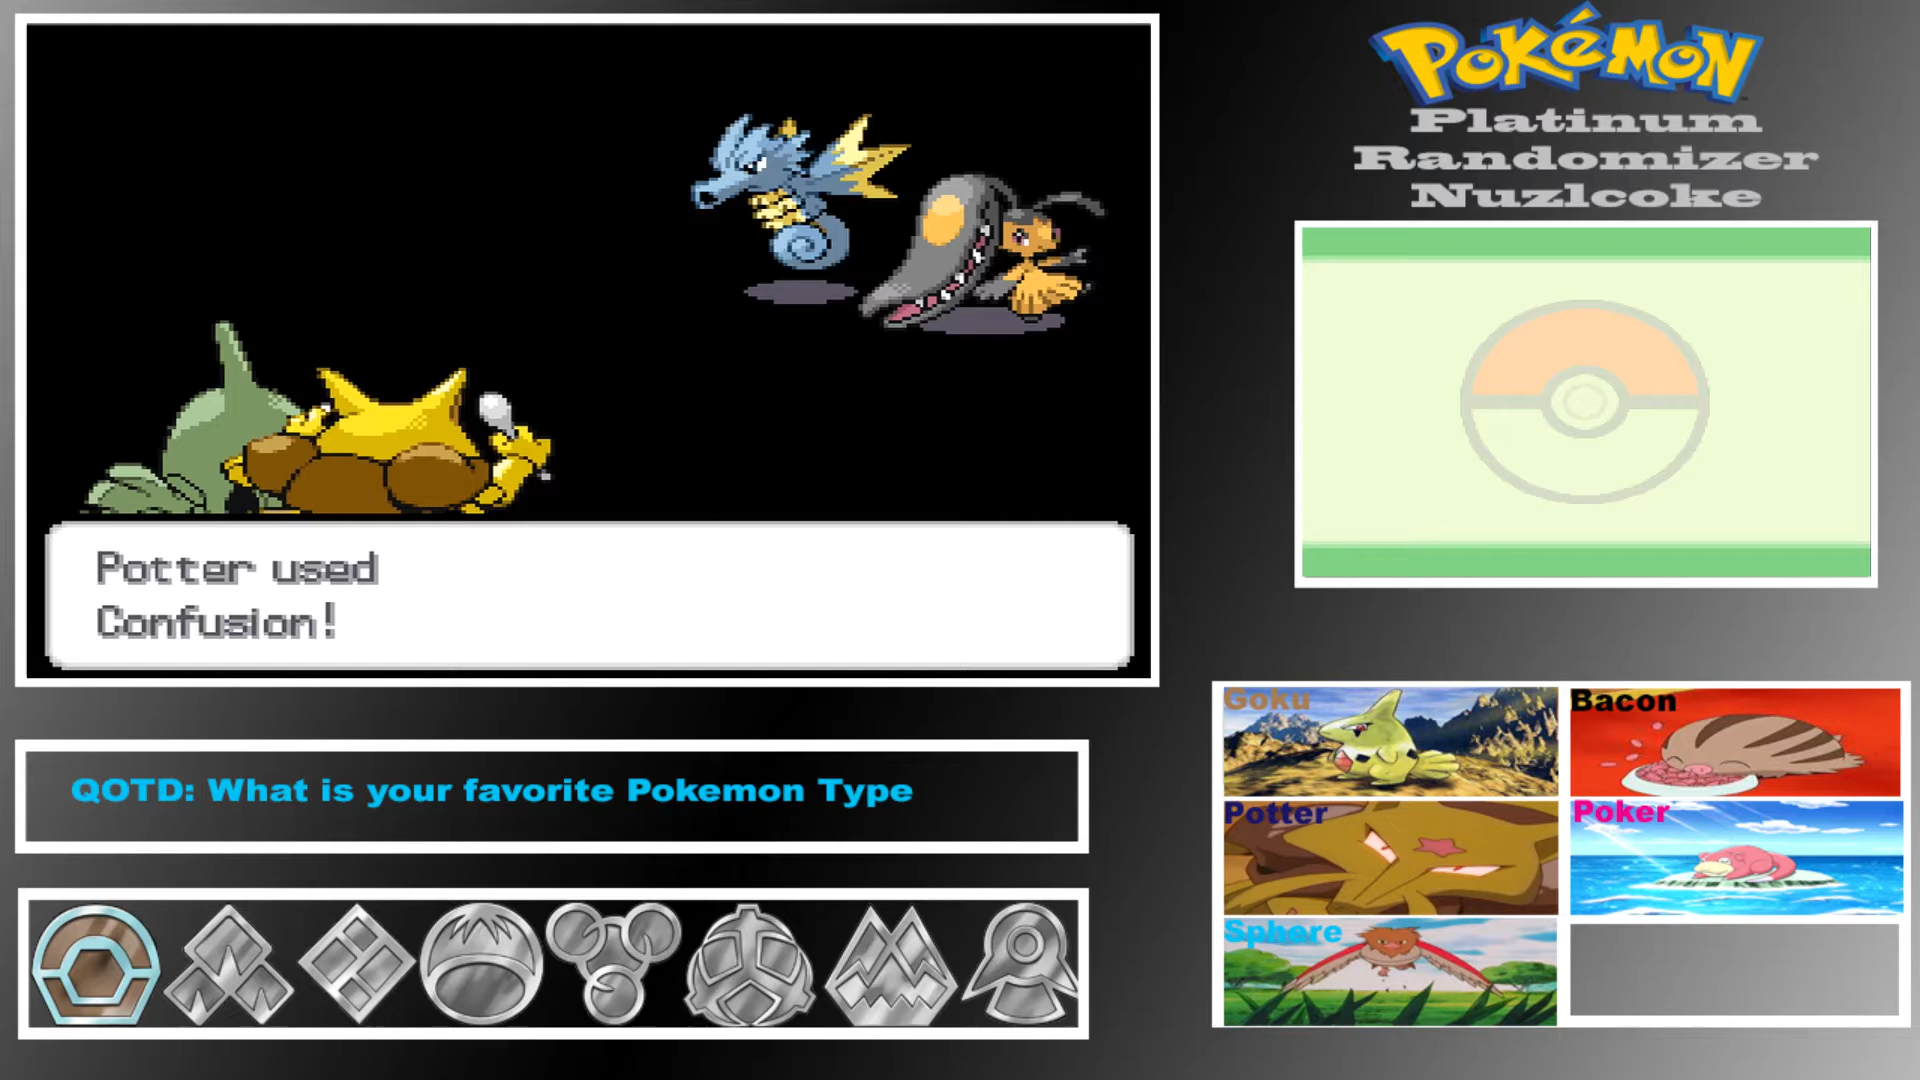 POKéMON
Platinum
Randomizer
Nuzlcoke
Potter used
Confusion!
QOTD: What is your favorite Pokemon Type
Goku
Bacon
Potter
Poker
Sphere